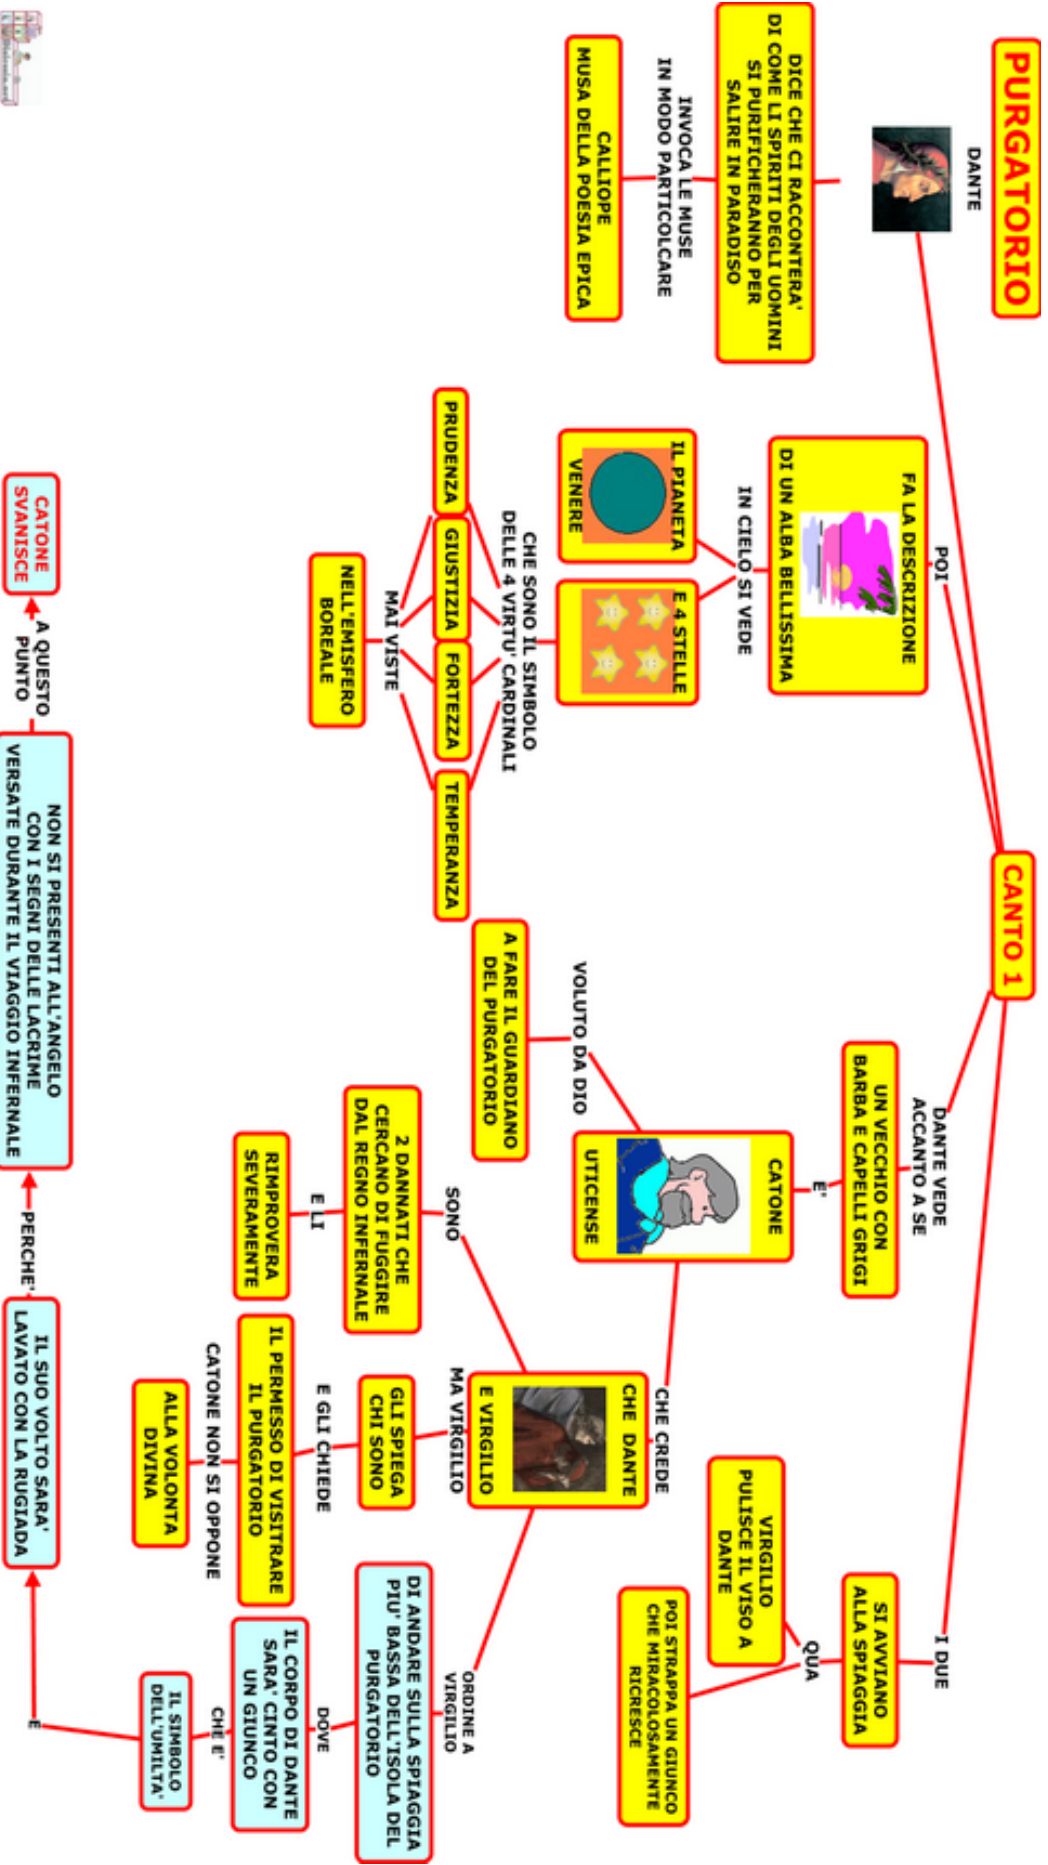 PURGATORIO
CANTO 1
DANTE
DICE CHE CI RACCONTERA'
DI COME LI SPIRITI DEGLI UOMINI
SI PURIFICHERANNO PER
SALIRE IN PARADISO
INVOCA LE MUSE
IN MODO PARTICOLCARE
CALLIOPE
MUSA DELLA POESIA EPICA
POI
FA LA DESCRIZIONE
DI UN ALBA BELLISSIMA
IN CIELO SI VEDE
IL PIANETA
VENERE
E 4 STELLE
CHE SONO IL SIMBOLO
DELLE 4 VIRTU' CARDINALI
PRUDENZA
GIUSTIZIA
FORTEZZA
TEMPERANZA
MAI VISTE
NELL'EMISFERO
BOREALE
DANTE VEDE
ACCANTO A SE
UN VECCHIO CON
BARBA E CAPELLI GRIGI
E'
CATONE
UTICENSE
VOLUTO DA DIO
A FARE IL GUARDIANO
DEL PURGATORIO
CHE CREDE
CHE DANTE
E VIRGILIO
SONO
2 DANNATI CHE
CERCANO DI FUGGIRE
DAL REGNO INFERNALE
E LI
RIMPROVERA
SEVERAMENTE
MA VIRGILIO
GLI SPIEGA
CHI SONO
E GLI CHIEDE
IL PERMESSO DI VISITRARE
IL PURGATORIO
CATONE NON SI OPPONE
ALLA VOLONTA
DIVINA
ORDINE A
VIRGILIO
DI ANDARE SULLA SPIAGGIA
PIU' BASSA DELL'ISOLA DEL
PURGATORIO
DOVE
IL CORPO DI DANTE
SARA' CINTO CON
UN GIUNCO
CHE E'
IL SIMBOLO
DELL'UMILTA'
E
IL SUO VOLTO SARA'
LAVATO CON LA RUGIADA
PERCHE'
NON SI PRESENTI ALL'ANGELO
CON I SEGNI DELLE LACRIME
VERSATE DURANTE IL VIAGGIO INFERNALE
A QUESTO
PUNTO
CATONE
SVANISCE
I DUE
SI AVVIANO
ALLA SPIAGGIA
QUA
VIRGILIO
PULISCE IL VISO A
DANTE
POI STRAPPA UN GIUNCO
CHE MIRACOLOSAMENTE
RICRESCE